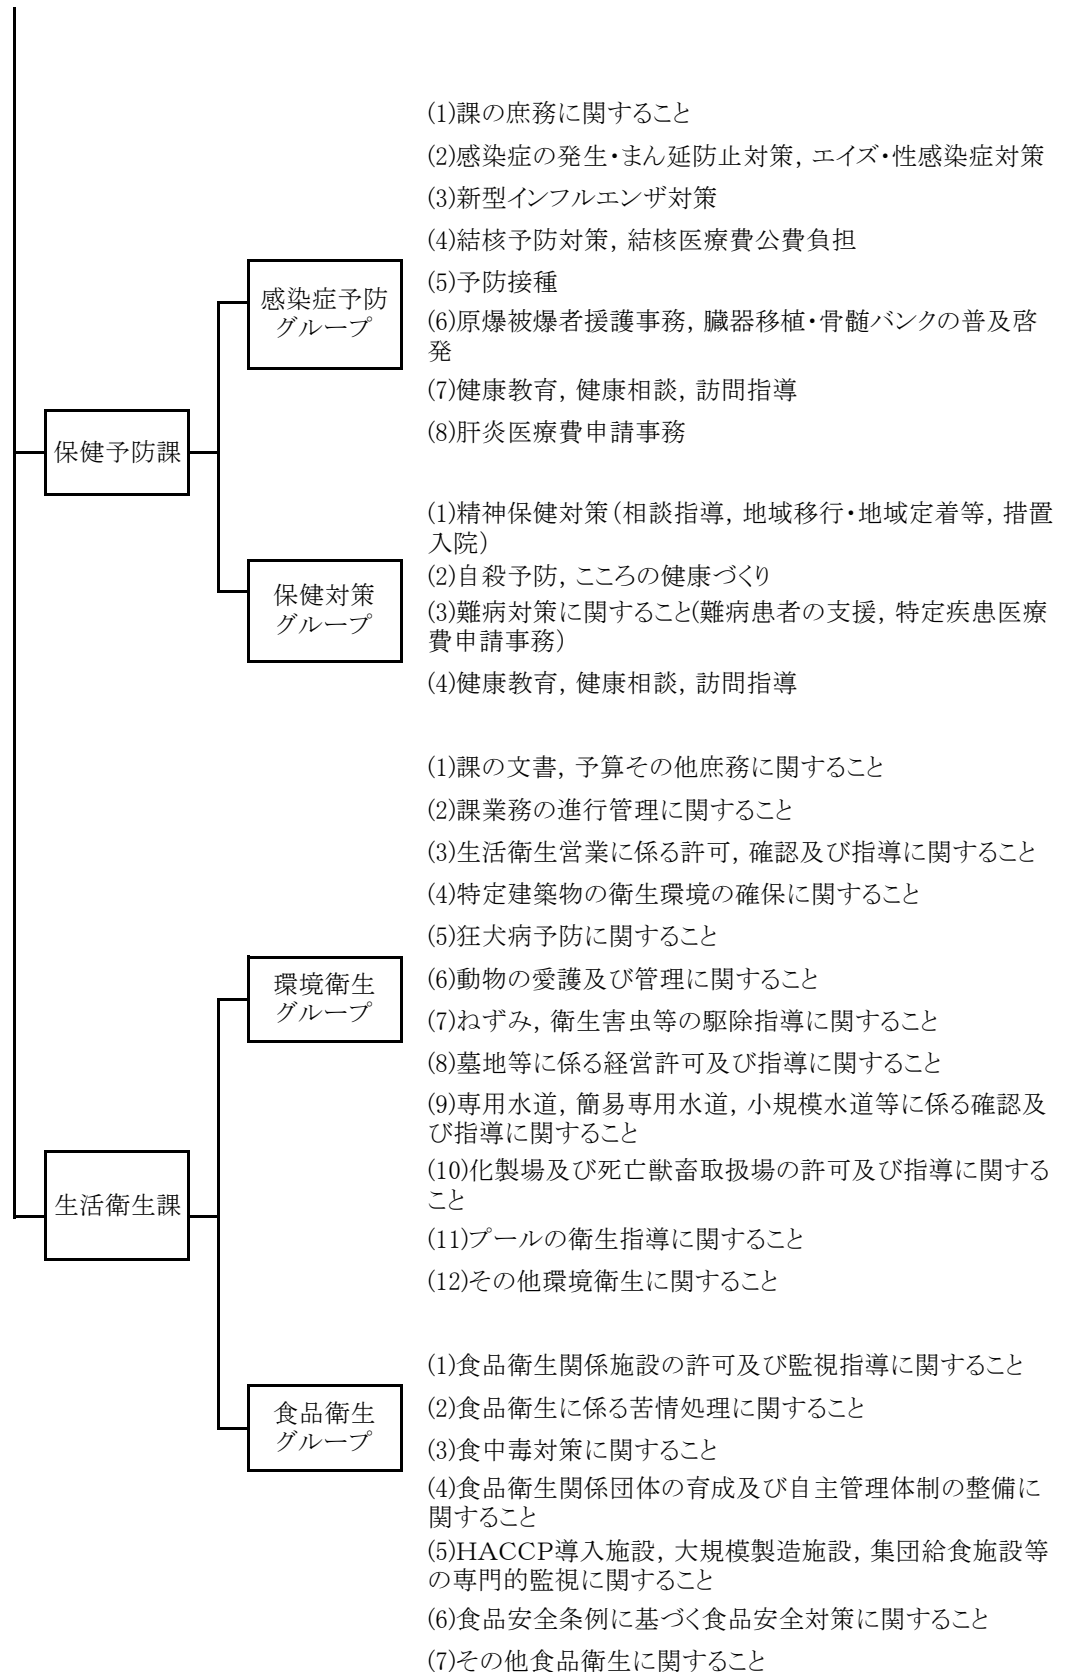 保健予防課
感染症予防
グループ
(1)課の庶務に関すること
(2)感染症の発生・まん延防止対策, エイズ・性感染症対策
(3)新型インフルエンザ対策
(4)結核予防対策, 結核医療費公費負担
(5)予防接種
(6)原爆被爆者援護事務, 臓器移植・骨髄バンクの普及啓
発
(7)健康教育, 健康相談, 訪問指導
(8)肝炎医療費申請事務
保健対策
グループ
(1)精神保健対策(相談指導, 地域移行・地域定着等, 措置
入院)
(2)自殺予防, こころの健康づくり
(3)難病対策に関すること(難病患者の支援, 特定疾患医療
費申請事務)
(4)健康教育, 健康相談, 訪問指導
生活衛生課
環境衛生
グループ
(1)課の文書, 予算その他庶務に関すること
(2)課業務の進行管理に関すること
(3)生活衛生営業に係る許可, 確認及び指導に関すること
(4)特定建築物の衛生環境の確保に関すること
(5)狂犬病予防に関すること
(6)動物の愛護及び管理に関すること
(7)ねずみ, 衛生害虫等の駆除指導に関すること
(8)墓地等に係る経営許可及び指導に関すること
(9)専用水道, 簡易専用水道, 小規模水道等に係る確認及
び指導に関すること
(10)化製場及び死亡獣畜取扱場の許可及び指導に関する
こと
(11)プールの衛生指導に関すること
(12)その他環境衛生に関すること
食品衛生
グループ
(1)食品衛生関係施設の許可及び監視指導に関すること
(2)食品衛生に係る苦情処理に関すること
(3)食中毒対策に関すること
(4)食品衛生関係団体の育成及び自主管理体制の整備に
関すること
(5)HACCP導入施設, 大規模製造施設, 集団給食施設等
の専門的監視に関すること
(6)食品安全条例に基づく食品安全対策に関すること
(7)その他食品衛生に関すること